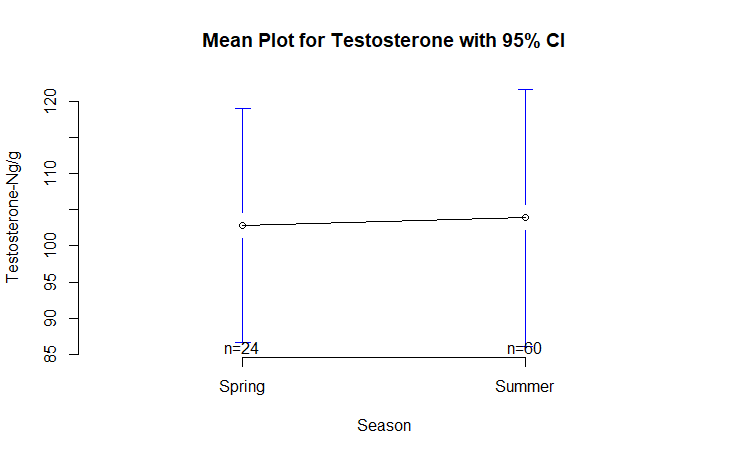 Mean Plot for Testosterone with 95% CI
Testosterone-Ng/g
120
110
100
95
90
85
n=24
n=60
Spring
Summer
Season